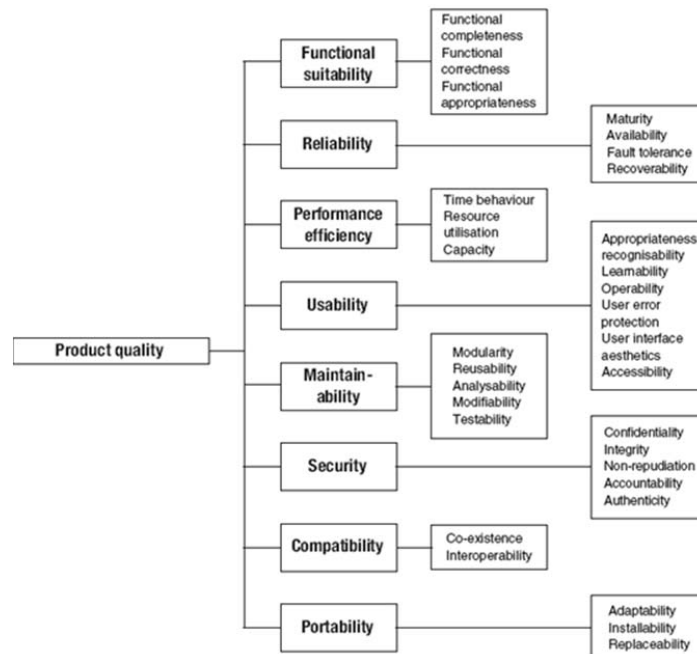 Product quality
Functional
suitability
Functional
completeness
Functional
correctness
Functional
appropriateness
Reliability
Maturity
Availability
Fault tolerance
Recoverability
Performance
efficiency
Time behaviour
Resource
utilisation
Capacity
Usability
Appropriateness
recognisability
Learnability
Operability
User error
protection
User interface
aesthetics
Accessibility
Maintain-
ability
Modularity
Reusability
Analysability
Modifiability
Testability
Security
Confidentiality
Integrity
Non-repudiation
Accountability
Authenticity
Compatibility
Co-existence
Interoperability
Portability
Adaptability
Installability
Replaceability